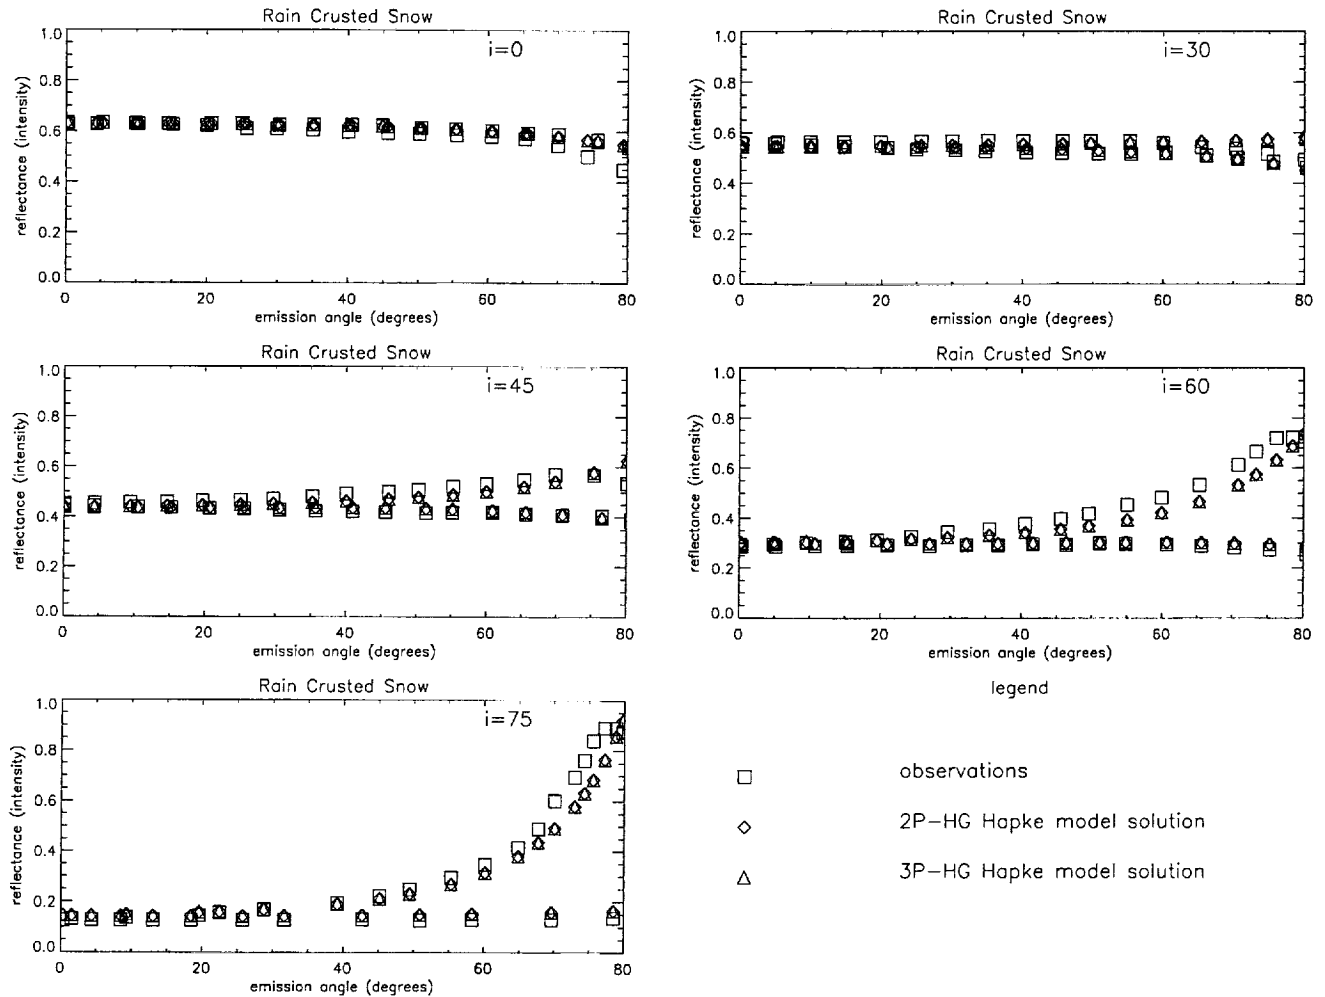 Rain Crusted Snow
i=0
reflectance (intensity)
1.0
0.8
0.6
0.4
0.2
0.0
0 20 40 60 80
emission angle (degrees)
Rain Crusted Snow
i=30
reflectance (intensity)
1.0
0.8
0.6
0.4
0.2
0.0
0 20 40 60 80
emission angle (degrees)
Rain Crusted Snow
i=45
reflectance (intensity)
1.0
0.8
0.6
0.4
0.2
0.0
0 20 40 60 80
emission angle (degrees)
Rain Crusted Snow
i=60
reflectance (intensity)
1.0
0.8
0.6
0.4
0.2
0.0
0 20 40 60 80
emission angle (degrees)
Rain Crusted Snow
i=75
reflectance (intensity)
1.0
0.8
0.6
0.4
0.2
0.0
0 20 40 60 80
emission angle (degrees)
legend
observations
2P-HG Hapke model solution
3P-HG Hapke model solution